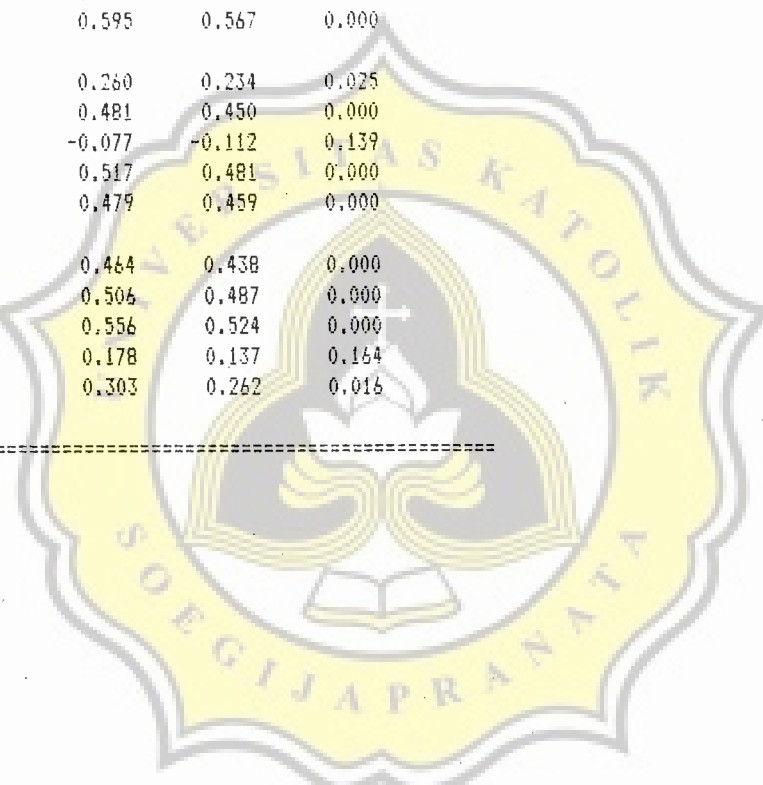 0.595 0.567 0.000
0.260 0.234 0.025
0.481 0.450 0.000
-0.077 -0.112 0.139
0.517 0.481 0.000
0.479 0.459 0.000
0.464 0.438 0.000
0.506 0.487 0.000
0.556 0.524 0.000
0.178 0.137 0.164
0.303 0.262 0.016
================================================
UNIVERSITAS KATOLIK
SOEGIJAPRANATA